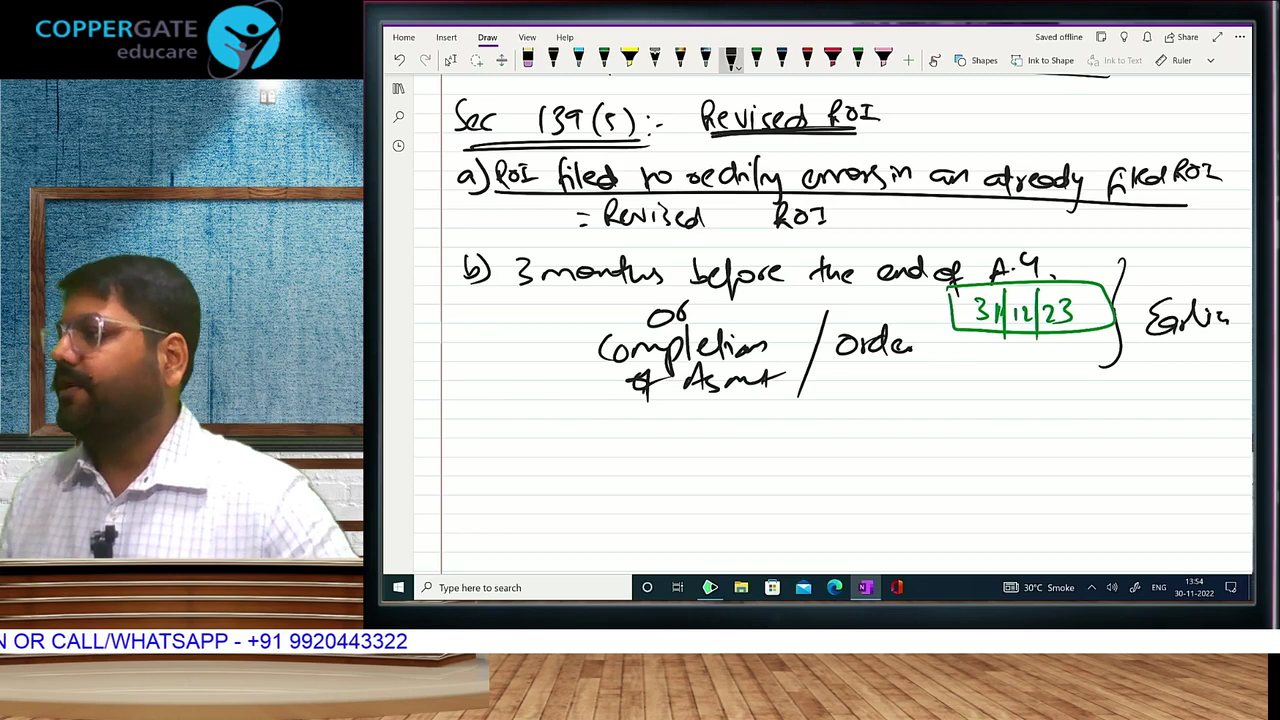 COPPERGATE
educare
Home Insert Draw View Help
Saved offline
Share
Shapes
Ink to Shape
Ink to Text
Ruler
Sec 139(5):- Revised ROI
a) ROI filed to rectify errors in an already filed ROI
= Revised ROI
b) 3 months before the end of A.Y.
31|12|23
or
Completion / Order
of Asmt
Earlier
Type here to search
30°C Smoke
ENG
13:54
30-11-2022
N OR CALL/WHATSAPP - +91 9920443322